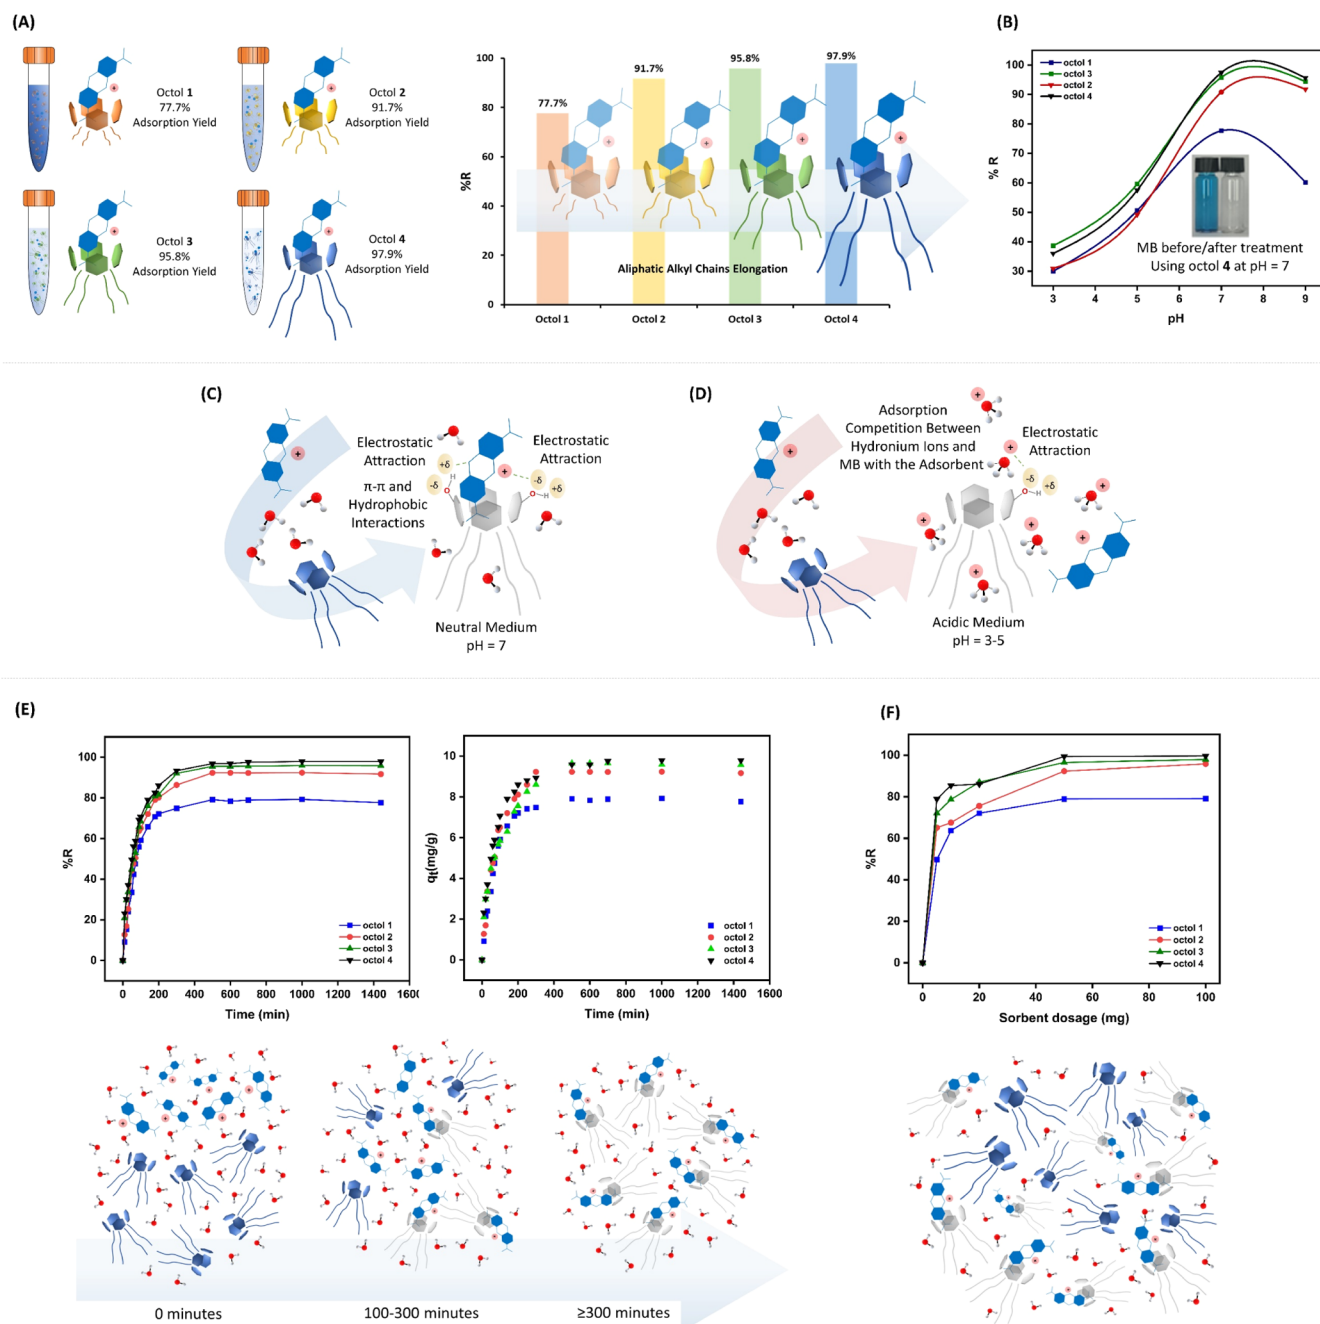 (A)
Octol 1
77.7%
Adsorption Yield
Octol 2
91.7%
Adsorption Yield
Octol 3
95.8%
Adsorption Yield
Octol 4
97.9%
Adsorption Yield
%R
100
80
60
40
20
0
77.7%
91.7%
95.8%
97.9%
+
+
+
+
Aliphatic Alkyl Chains Elongation
Octol 1
Octol 2
Octol 3
Octol 4
(B)
octol 1
octol 3
octol 2
octol 4
% R
100
90
80
70
60
50
40
30
MB before/after treatment
Using octol 4 at pH = 7
3
4
5
6
7
8
9
pH
(C)
Electrostatic
Attraction
π-π and
Hydrophobic
Interactions
Electrostatic
Attraction
+
+δ
-δ
H
O
+
-δ
+δ
O
H
Neutral Medium
pH = 7
(D)
Adsorption
Competition Between
Hydronium Ions and
MB with the Adsorbent
Electrostatic
Attraction
+
+
+
-δ
+δ
O
H
+
+
+
+
+
Acidic Medium
pH = 3-5
(E)
%R
100
80
60
40
20
0
octol 1
octol 2
octol 3
octol 4
0
200
400
600
800
1000
1200
1400
1600
Time (min)
qt(mg/g)
10
8
6
4
2
0
octol 1
octol 2
octol 3
octol 4
0
200
400
600
800
1000
1200
1400
1600
Time (min)
0 minutes
100-300 minutes
≥300 minutes
(F)
%R
100
80
60
40
20
0
octol 1
octol 2
octol 3
octol 4
0
20
40
60
80
100
Sorbent dosage (mg)